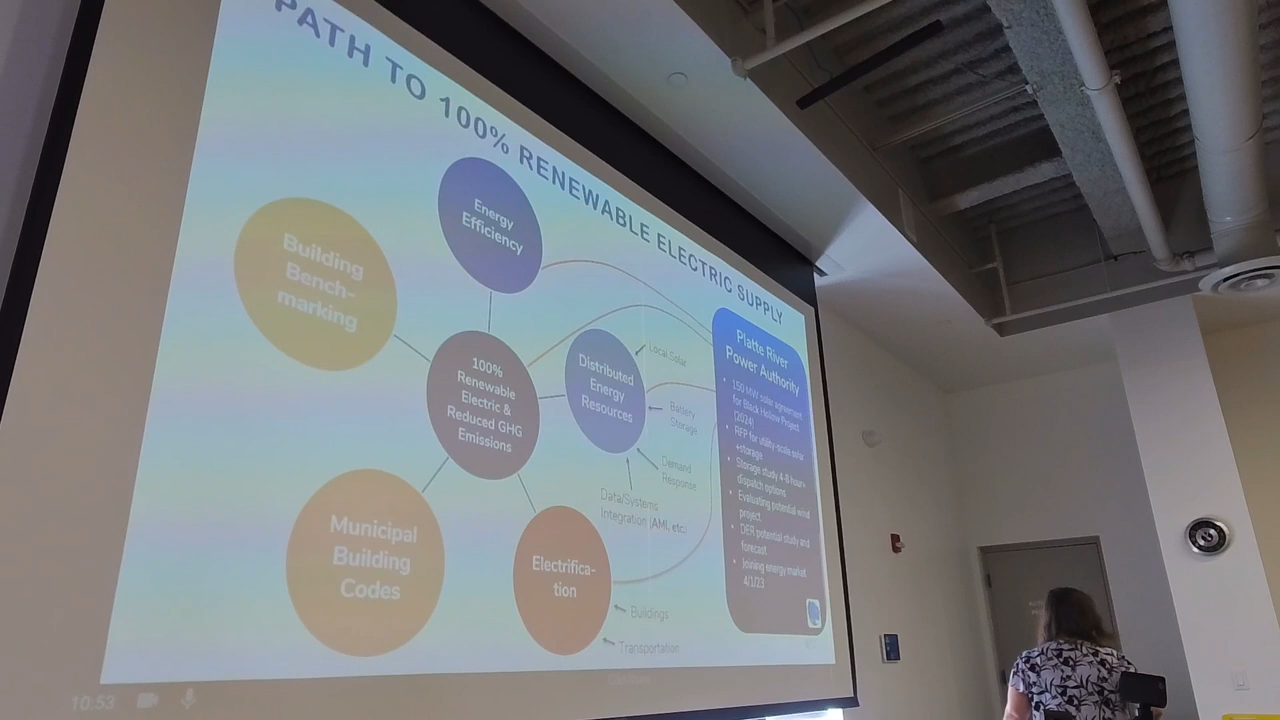 PATH TO 100% RENEWABLE ELECTRIC SUPPLY
Energy
Efficiency
Building
Bench-
marking
100%
Renewable
Electric &
Reduced GHG
Emissions
Distributed
Energy
Resources
Local Solar
Battery
Storage
Demand
Response
Data/Systems
Integration (AMI, etc.
Municipal
Building
Codes
Electrifica-
tion
Buildings
Transportation
Platte River
Power Authority
• 150 MW solar agreement
for Black Hollow Project
(2024)
• RFP for utility-scale solar
+storage
• Storage study 4-8 hour+
dispatch options
• Evaluating potential wind
project
• DER potential study and
forecast
• Joining energy market
4/1/23
10:53